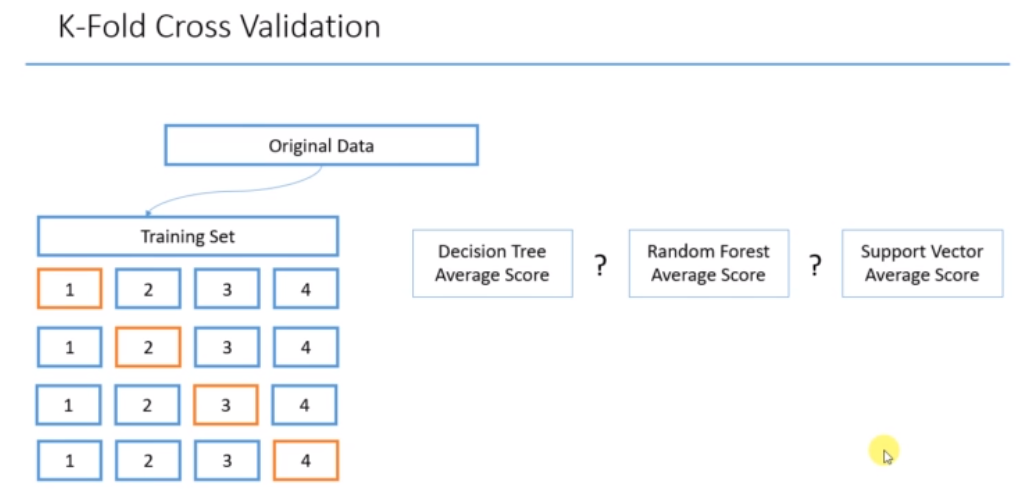 K-Fold Cross Validation
Original Data
Training Set
1 2 3 4
1 2 3 4
1 2 3 4
1 2 3 4
Decision Tree
Average Score
?
Random Forest
Average Score
?
Support Vector
Average Score